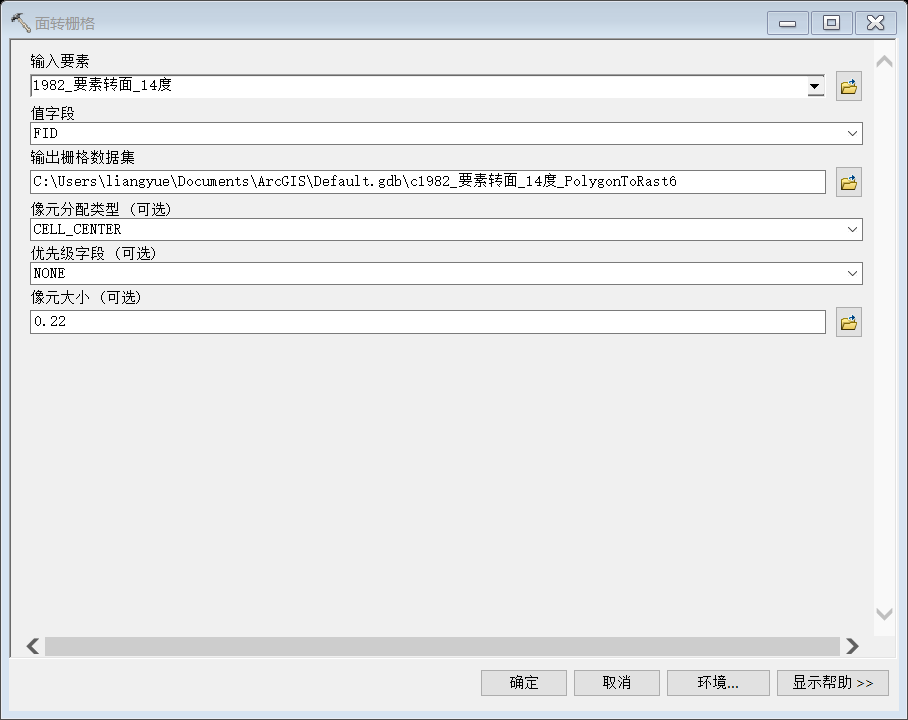 面转栅格
输入要素
1982_要素转面_14度
值字段
FID
输出栅格数据集
C:\Users\liangyue\Documents\ArcGIS\Default.gdb\c1982_要素转面_14度_PolygonToRast6
像元分配类型 (可选)
CELL_CENTER
优先级字段 (可选)
NONE
像元大小 (可选)
0.22
确定 取消 环境... 显示帮助 >>